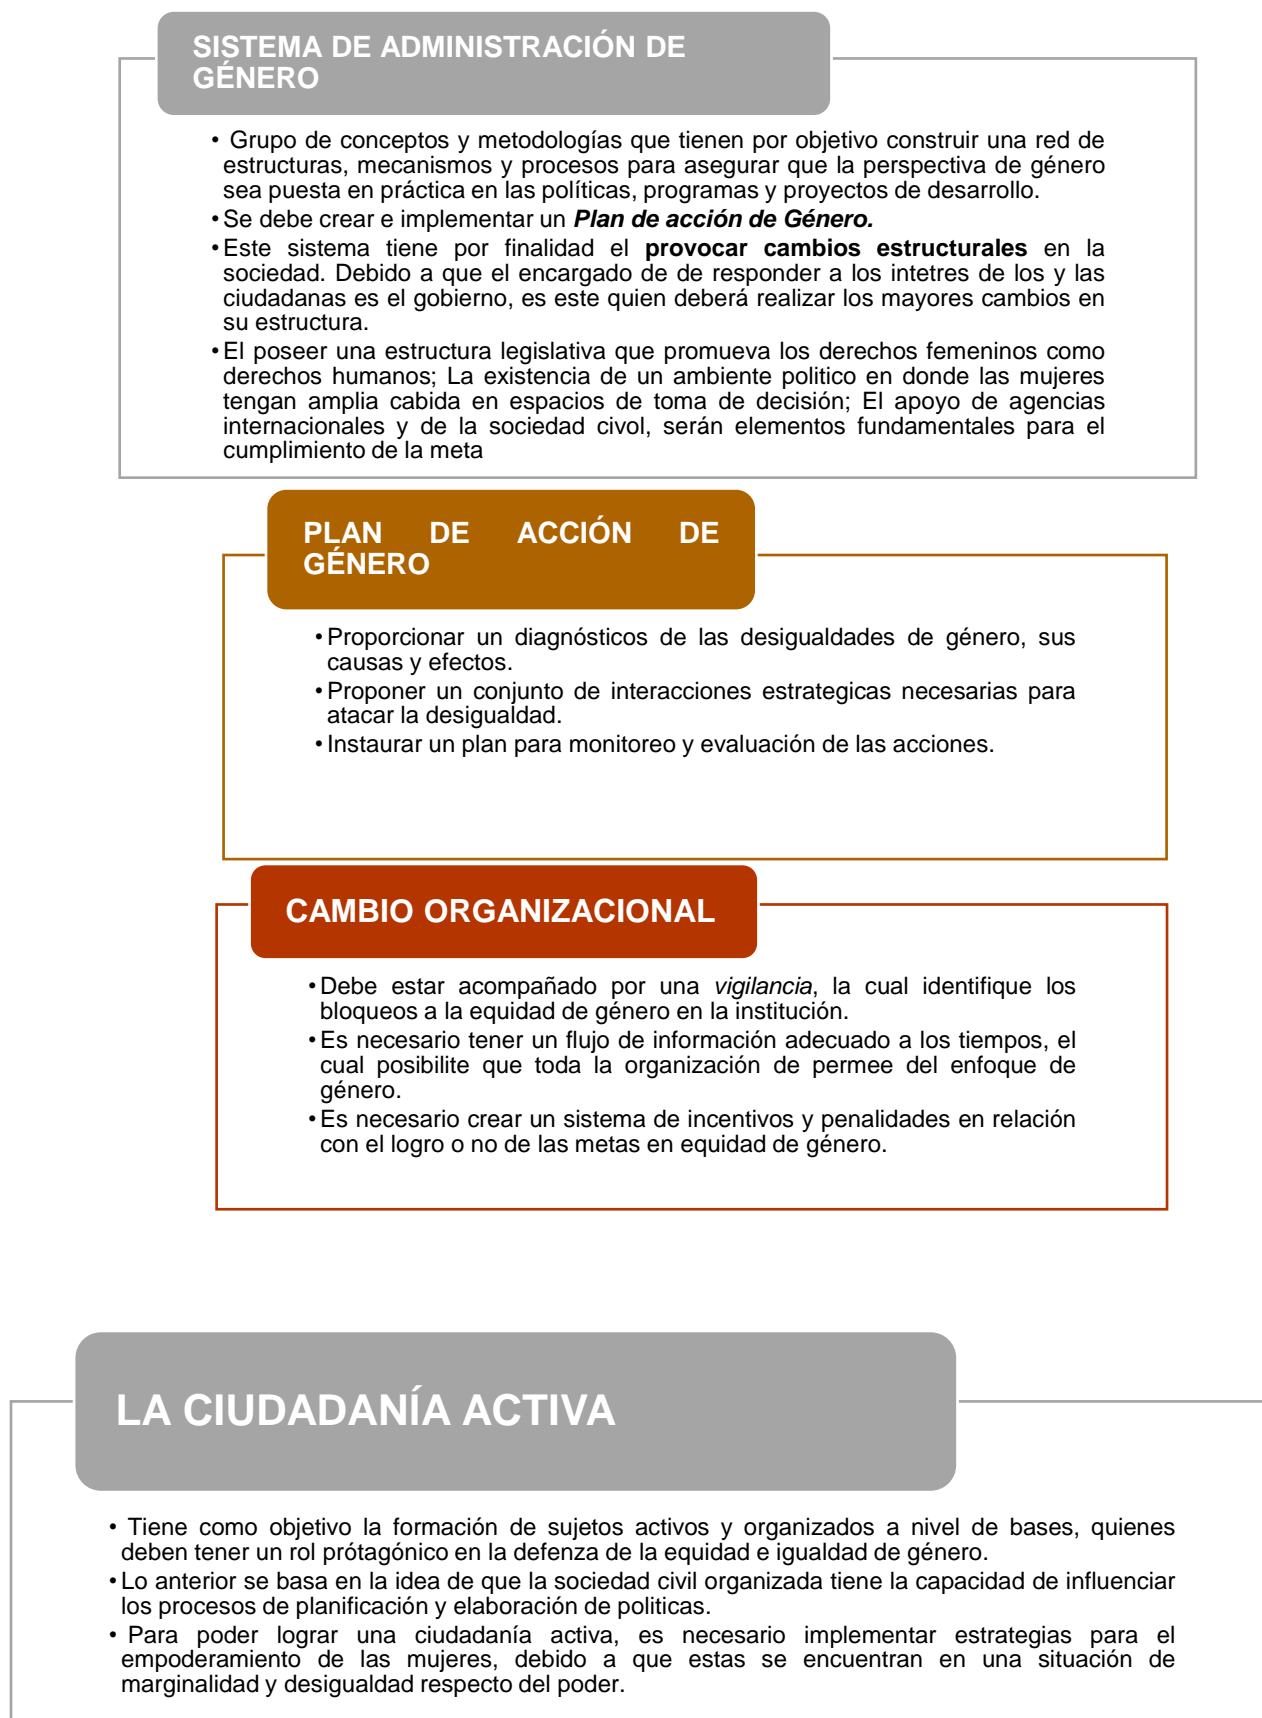 SISTEMA DE ADMINISTRACIÓN DE
GÉNERO
• Grupo de conceptos y metodologías que tienen por objetivo construir una red de
estructuras, mecanismos y procesos para asegurar que la perspectiva de género
sea puesta en práctica en las políticas, programas y proyectos de desarrollo.
• Se debe crear e implementar un Plan de acción de Género.
• Este sistema tiene por finalidad el provocar cambios estructurales en la
sociedad. Debido a que el encargado de de responder a los intetres de los y las
ciudadanas es el gobierno, es este quien deberá realizar los mayores cambios en
su estructura.
• El poseer una estructura legislativa que promueva los derechos femeninos como
derechos humanos; La existencia de un ambiente politico en donde las mujeres
tengan amplia cabida en espacios de toma de decisión; El apoyo de agencias
internacionales y de la sociedad civol, serán elementos fundamentales para el
cumplimiento de la meta
PLAN DE ACCIÓN DE
GÉNERO
• Proporcionar un diagnósticos de las desigualdades de género, sus
causas y efectos.
• Proponer un conjunto de interacciones estrategicas necesarias para
atacar la desigualdad.
• Instaurar un plan para monitoreo y evaluación de las acciones.
CAMBIO ORGANIZACIONAL
• Debe estar acompañado por una vigilancia, la cual identifique los
bloqueos a la equidad de género en la institución.
• Es necesario tener un flujo de información adecuado a los tiempos, el
cual posibilite que toda la organización de permee del enfoque de
género.
• Es necesario crear un sistema de incentivos y penalidades en relación
con el logro o no de las metas en equidad de género.
LA CIUDADANÍA ACTIVA
• Tiene como objetivo la formación de sujetos activos y organizados a nivel de bases, quienes
deben tener un rol prótagónico en la defenza de la equidad e igualdad de género.
• Lo anterior se basa en la idea de que la sociedad civil organizada tiene la capacidad de influenciar
los procesos de planificación y elaboración de politicas.
• Para poder lograr una ciudadanía activa, es necesario implementar estrategias para el
empoderamiento de las mujeres, debido a que estas se encuentran en una situación de
marginalidad y desigualdad respecto del poder.